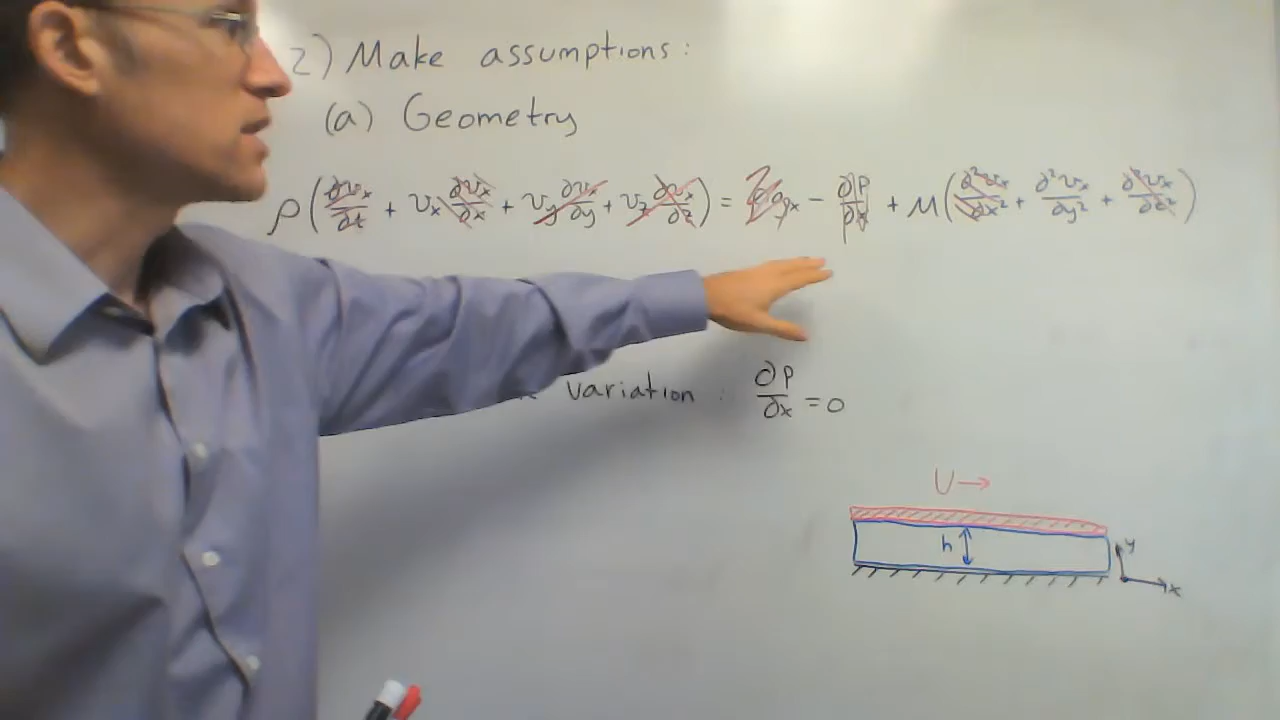 2) Make assumptions:
(a) Geometry
ρ(∂vx/∂t + vx ∂vx/∂x + vy ∂vx/∂y + vz ∂vx/∂z) = ρgx − ∂P/∂x + μ(∂²vx/∂x² + ∂²vx/∂y² + ∂²vx/∂z²)
variation : ∂P/∂x = 0
U→
h
y
x